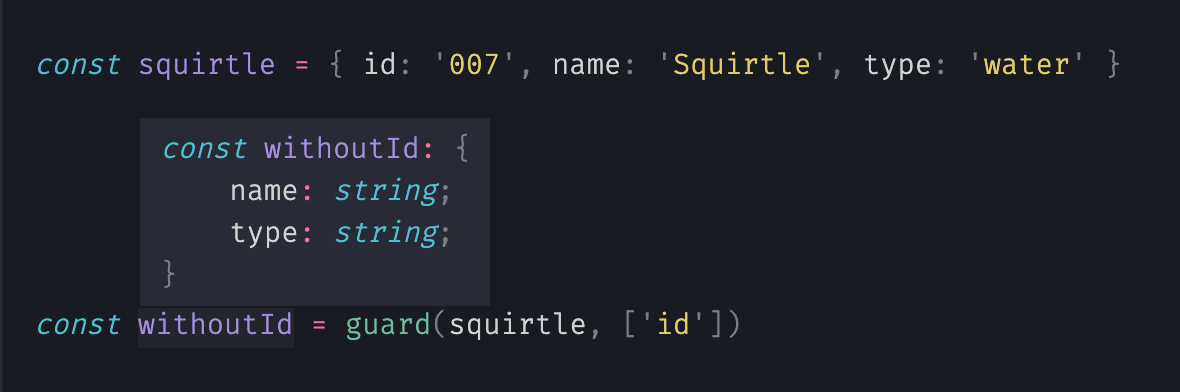 const squirtle = { id: '007', name: 'Squirtle', type: 'water' }
const withoutId: {
    name: string;
    type: string;
}
const withoutId = guard(squirtle, ['id'])